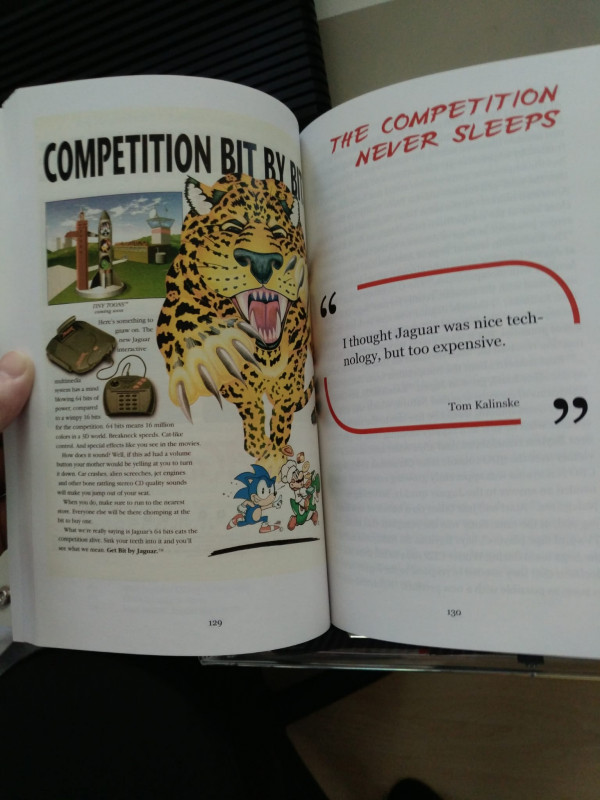 COMPETITION BIT BY BIT
TINY TOONS™
coming soon
Here's something to
gnaw on. The
new Jaguar
interactive
multimedia
system has a mind
blowing 64 bits of
power, compared
to a wimpy 16 bits
for the competition. 64 bits means 16 million
colors in a 3D world. Breakneck speeds. Cat-like
control. And special effects like you see in the movies.
How does it sound? Well, if this ad had a volume
button your mother would be yelling at you to turn
it down. Car crashes, alien screeches, jet engines
and other bone rattling stereo CD quality sounds
will make you jump out of your seat.
When you do, make sure to run to the nearest
store. Everyone else will be there chomping at the
bit to buy one.
What we're really saying is Jaguar's 64 bits eats the
competition alive. Sink your teeth into it and you'll
see what we mean. Get Bit by Jaguar.™
129
THE COMPETITION
NEVER SLEEPS
“
I thought Jaguar was nice tech-
nology, but too expensive.
Tom Kalinske
”
130